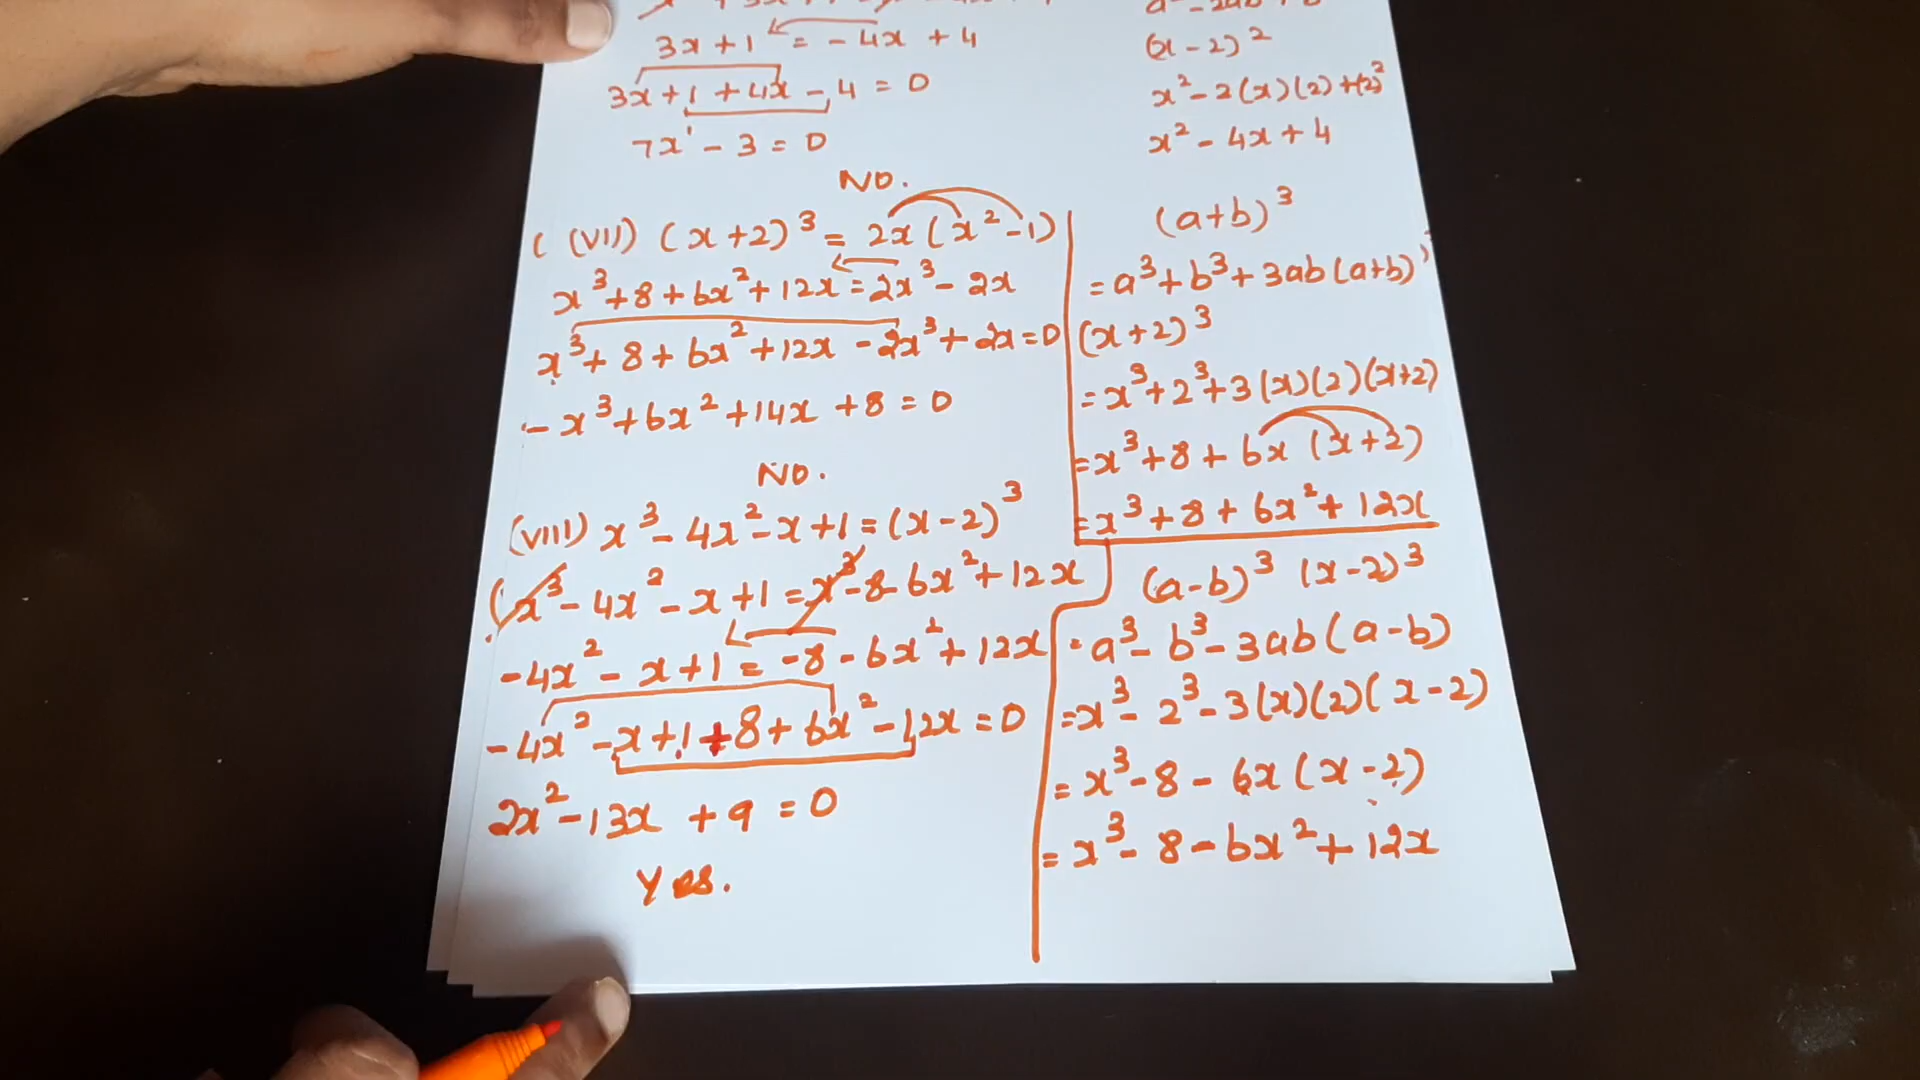 3x + 1 = - 4x + 4
3x + 1 + 4x - 4 = 0
7x - 3 = 0
NO.
(VII) (x + 2)³ = 2x (x² - 1)
x³ + 8 + 6x² + 12x = 2x³ - 2x
x³ + 8 + 6x² + 12x - 2x³ + 2x = 0
- x³ + 6x² + 14x + 8 = 0
NO.
(VIII) x³ - 4x² - x + 1 = (x - 2)³
x³ - 4x² - x + 1 = x³ - 8 - 6x² + 12x
- 4x² - x + 1 = - 8 - 6x² + 12x
- 4x² - x + 1 + 8 + 6x² - 12x = 0
2x² - 13x + 9 = 0
Yes.
(x - 2)²
x² - 2(x)(2) + (2)²
x² - 4x + 4
(a + b)³
= a³ + b³ + 3ab (a + b)
(x + 2)³
= x³ + 2³ + 3(x)(2)(x + 2)
= x³ + 8 + 6x (x + 2)
= x³ + 8 + 6x² + 12x
(a - b)³ (x - 2)³
= a³ - b³ - 3ab (a - b)
= x³ - 2³ - 3(x)(2)(x - 2)
= x³ - 8 - 6x (x - 2)
= x³ - 8 - 6x² + 12x